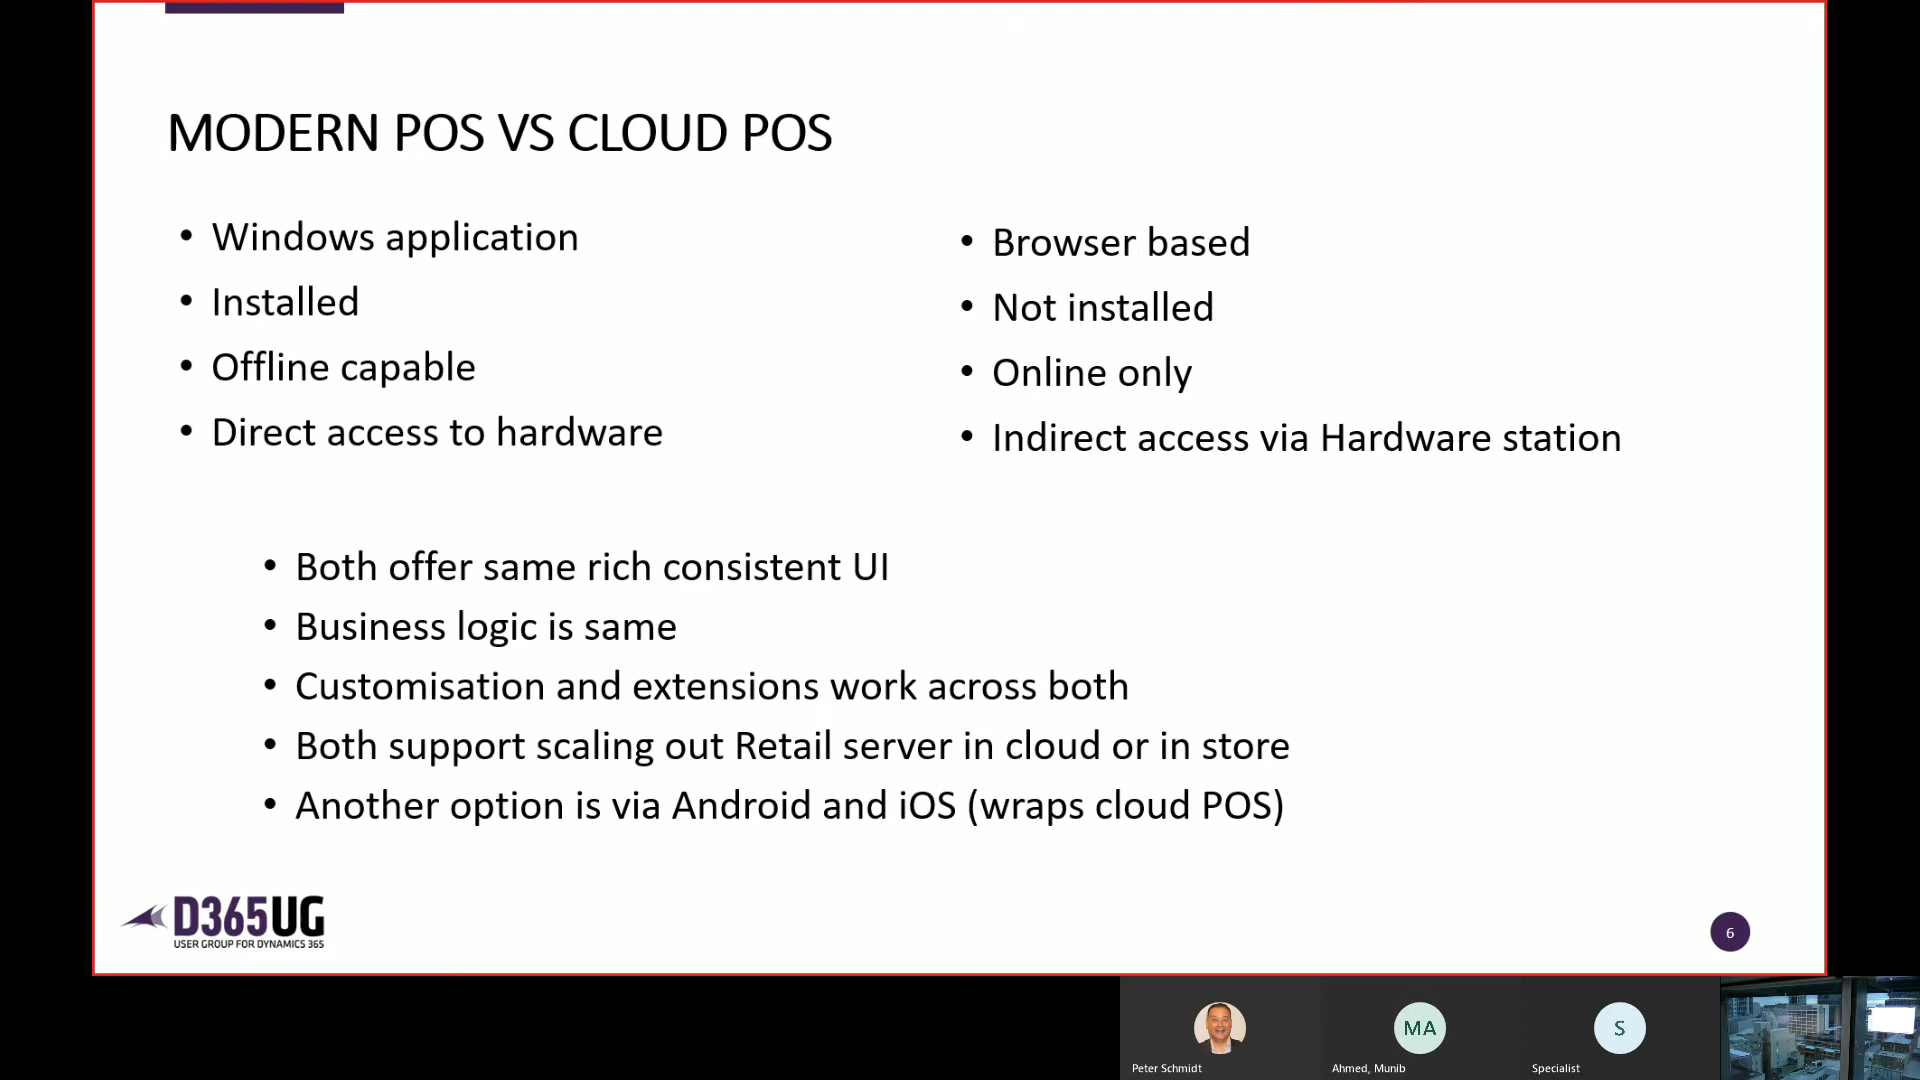 MODERN POS VS CLOUD POS
• Windows application
• Installed
• Offline capable
• Direct access to hardware
• Browser based
• Not installed
• Online only
• Indirect access via Hardware station
• Both offer same rich consistent UI
• Business logic is same
• Customisation and extensions work across both
• Both support scaling out Retail server in cloud or in store
• Another option is via Android and iOS (wraps cloud POS)
D365UG
USER GROUP FOR DYNAMICS 365
6
MA
S
Peter Schmidt
Ahmed, Munib
Specialist